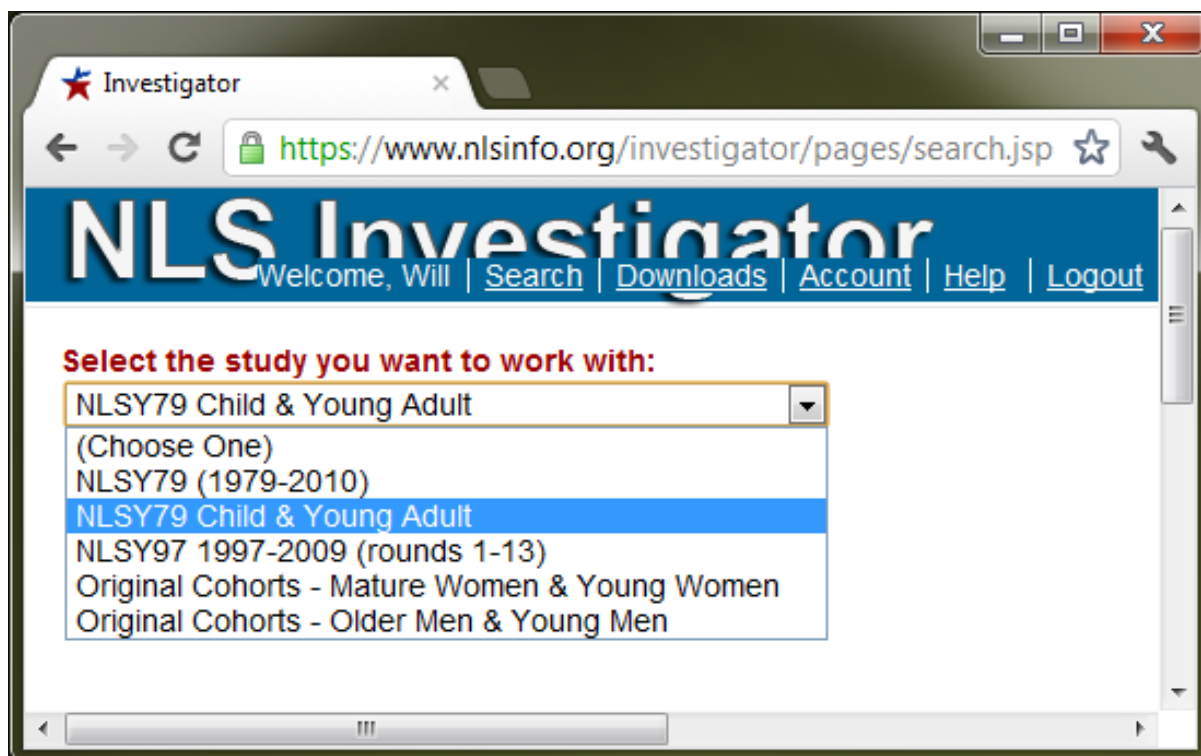 Investigator
https://www.nlsinfo.org/investigator/pages/search.jsp
NLS Investigator
Welcome, Will | Search | Downloads | Account | Help | Logout
Select the study you want to work with:
NLSY79 Child & Young Adult
(Choose One)
NLSY79 (1979-2010)
NLSY79 Child & Young Adult
NLSY97 1997-2009 (rounds 1-13)
Original Cohorts - Mature Women & Young Women
Original Cohorts - Older Men & Young Men